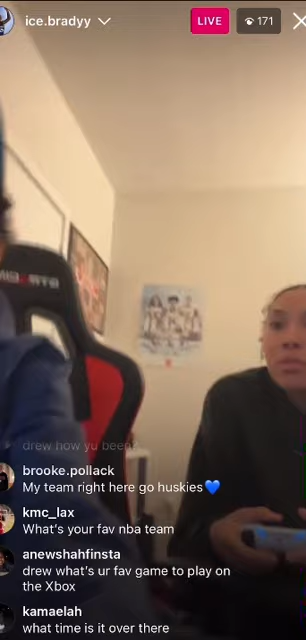 ice.bradyy
LIVE
171
drew how yu been?
brooke.pollack
My team right here go huskies💙
kmc_lax
What's your fav nba team
anewshahfinsta
drew what's ur fav game to play on
the Xbox
kamaelah
what time is it over there